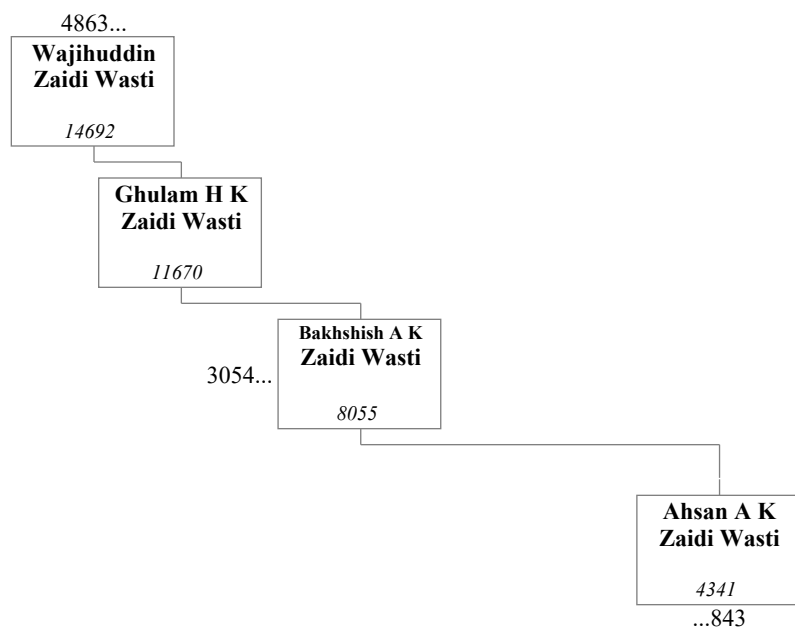 4863...
Wajihuddin
Zaidi Wasti
14692
Ghulam H K
Zaidi Wasti
11670
Bakhshish A K
Zaidi Wasti
3054...
8055
Ahsan A K
Zaidi Wasti
4341
...843